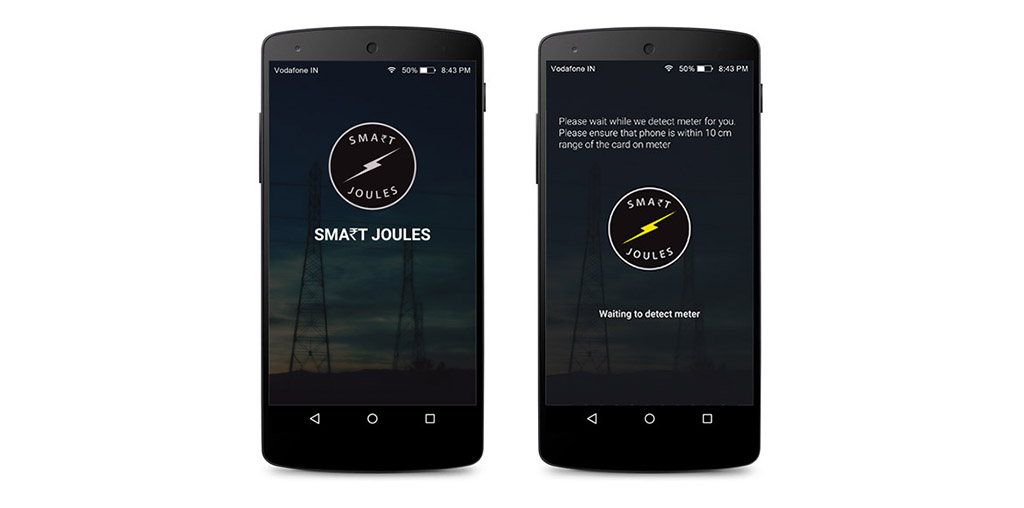 Vodafone IN 50% 8:43 PM
SMA₹T
JOULES
SMA₹T JOULES
Vodafone IN 50% 8:43 PM
Please wait while we detect meter for you.
Please ensure that phone is within 10 cm
range of the card on meter
SMA₹T
JOULES
Waiting to detect meter